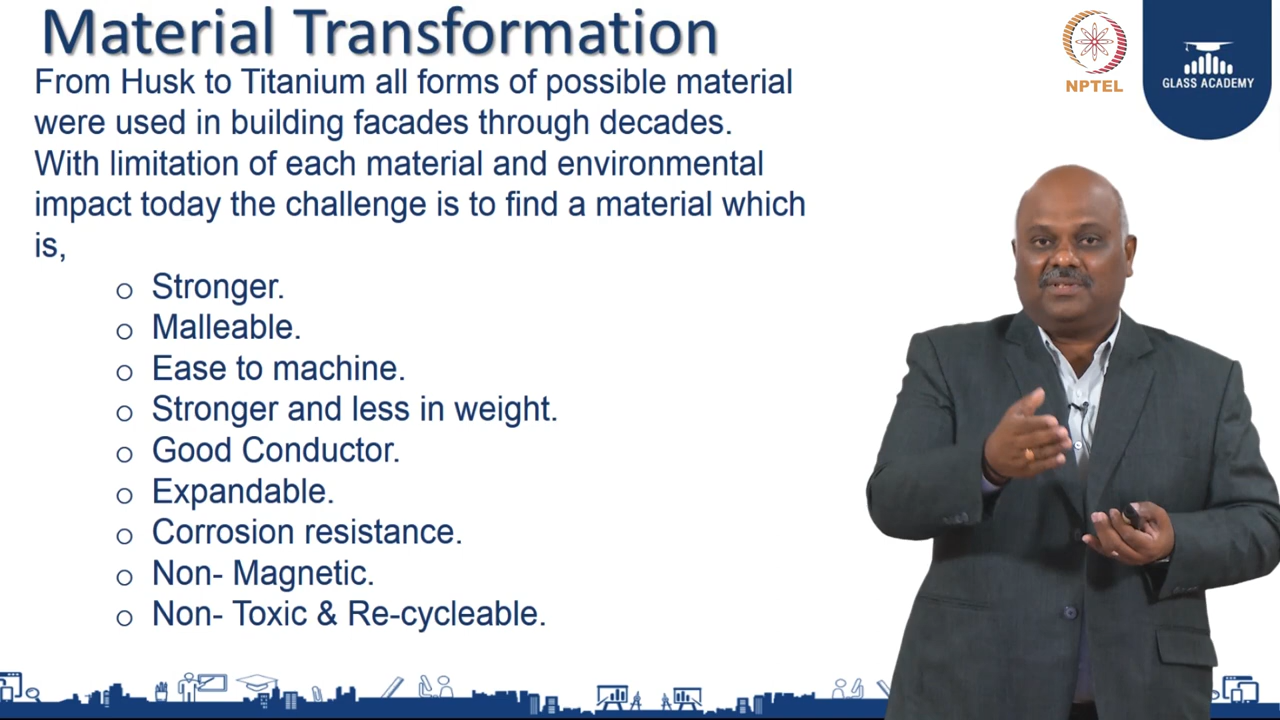 Material Transformation
From Husk to Titanium all forms of possible material
were used in building facades through decades.
With limitation of each material and environmental
impact today the challenge is to find a material which
is,
o Stronger.
o Malleable.
o Ease to machine.
o Stronger and less in weight.
o Good Conductor.
o Expandable.
o Corrosion resistance.
o Non- Magnetic.
o Non- Toxic & Re-cycleable.
NPTEL
GLASS ACADEMY